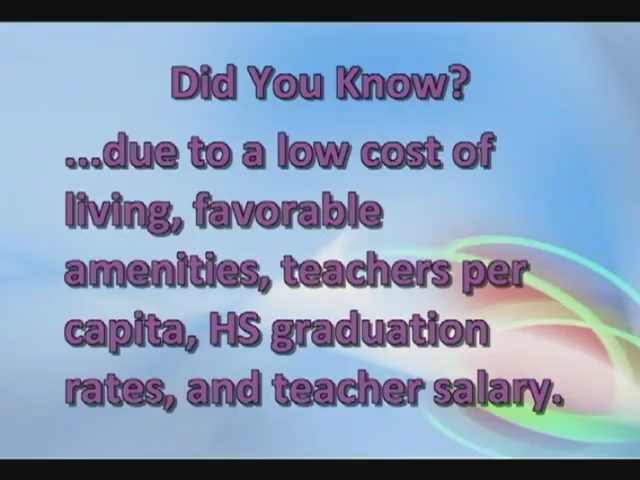 Did You Know?
...due to a low cost of
living, favorable
amenities, teachers per
capita, HS graduation
rates, and teacher salary.